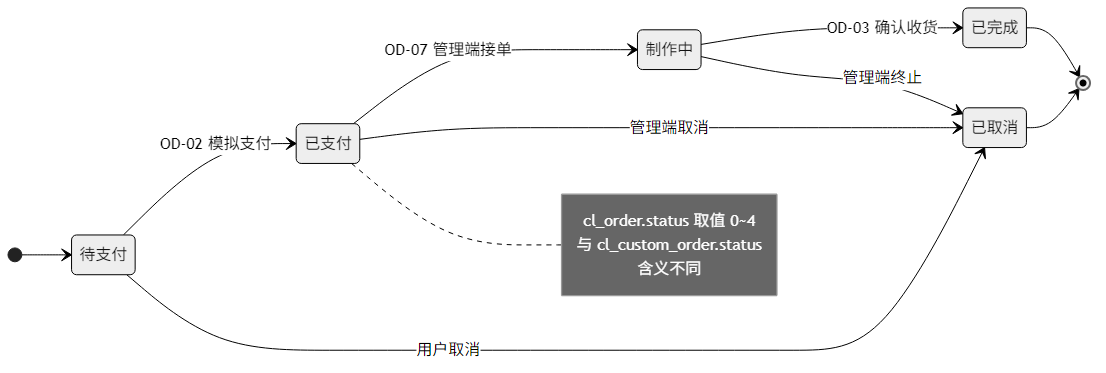 OD-03 确认收货
已完成
OD-07 管理端接单
制作中
管理端终止
管理端取消
已取消
OD-02 模拟支付
已支付
cl_order.status 取值 0~4
与 cl_custom_order.status
含义不同
待支付
用户取消